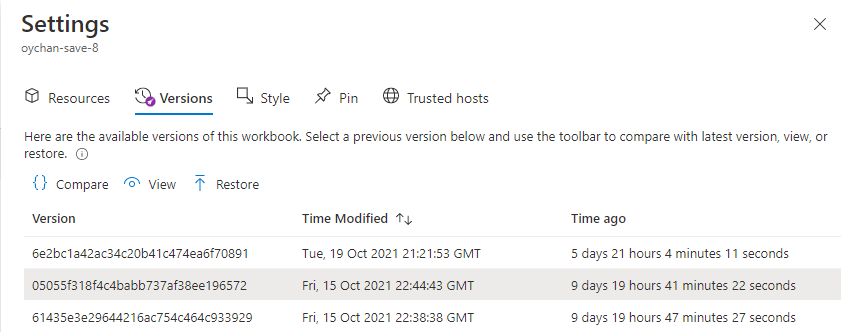 Settings
oychan-save-8
Resources Versions Style Pin Trusted hosts
Here are the available versions of this workbook. Select a previous version below and use the toolbar to compare with latest version, view, or
restore.
{} Compare View Restore
Version Time Modified ↑↓ Time ago
6e2bc1a42ac34c20b41c474ea6f70891 Tue, 19 Oct 2021 21:21:53 GMT 5 days 21 hours 4 minutes 11 seconds
05055f318f4c4babb737af38ee196572 Fri, 15 Oct 2021 22:44:43 GMT 9 days 19 hours 41 minutes 22 seconds
61435e3e29644216ac754c464c933929 Fri, 15 Oct 2021 22:38:38 GMT 9 days 19 hours 47 minutes 27 seconds